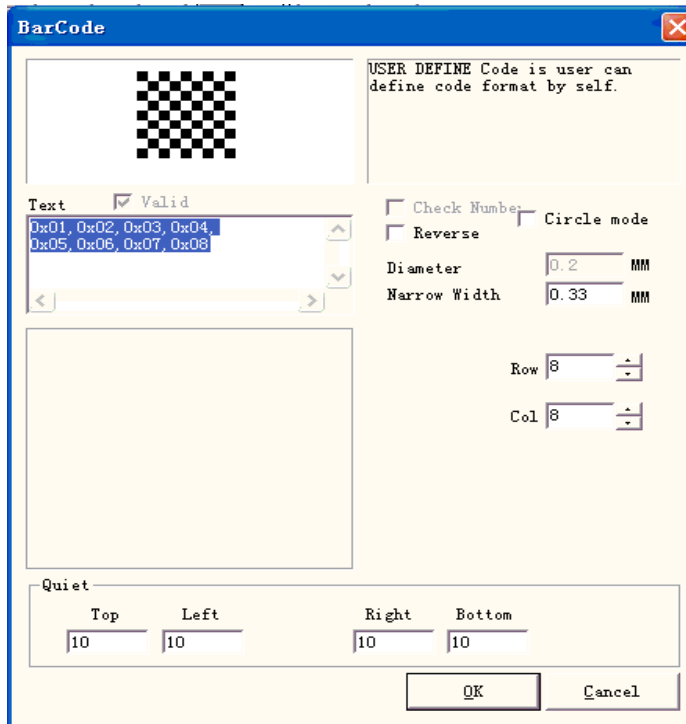 BarCode
USER DEFINE Code is user can
define code format by self.
Text
Valid
0x01, 0x02, 0x03, 0x04,
0x05, 0x06, 0x07, 0x08
Check Number
Circle mode
Reverse
Diameter 0.2 MM
Narrow Width 0.33 MM
Row 8
Col 8
Quiet
Top Left Right Bottom
10 10 10 10
OK Cancel